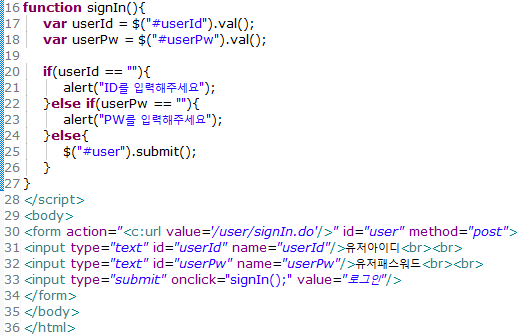 16 function signIn(){
17 var userId = $("#userId").val();
18 var userPw = $("#userPw").val();
19
20 if(userId == ""){
21 alert("ID를 입력해주세요");
22 }else if(userPw == ""){
23 alert("PW를 입력해주세요");
24 }else{
25 $("#user").submit();
26 }
27 }
28 </script>
29 <body>
30 <form action="<c:url value='/user/signIn.do'/>" id="user" method="post">
31 <input type="text" id="userId" name="userId"/>유저아이디<br><br>
32 <input type="text" id="userPw" name="userPw"/>유저패스워드<br><br>
33 <input type="submit" onclick="signIn();" value="로그인"/>
34 </form>
35 </body>
36 </html>